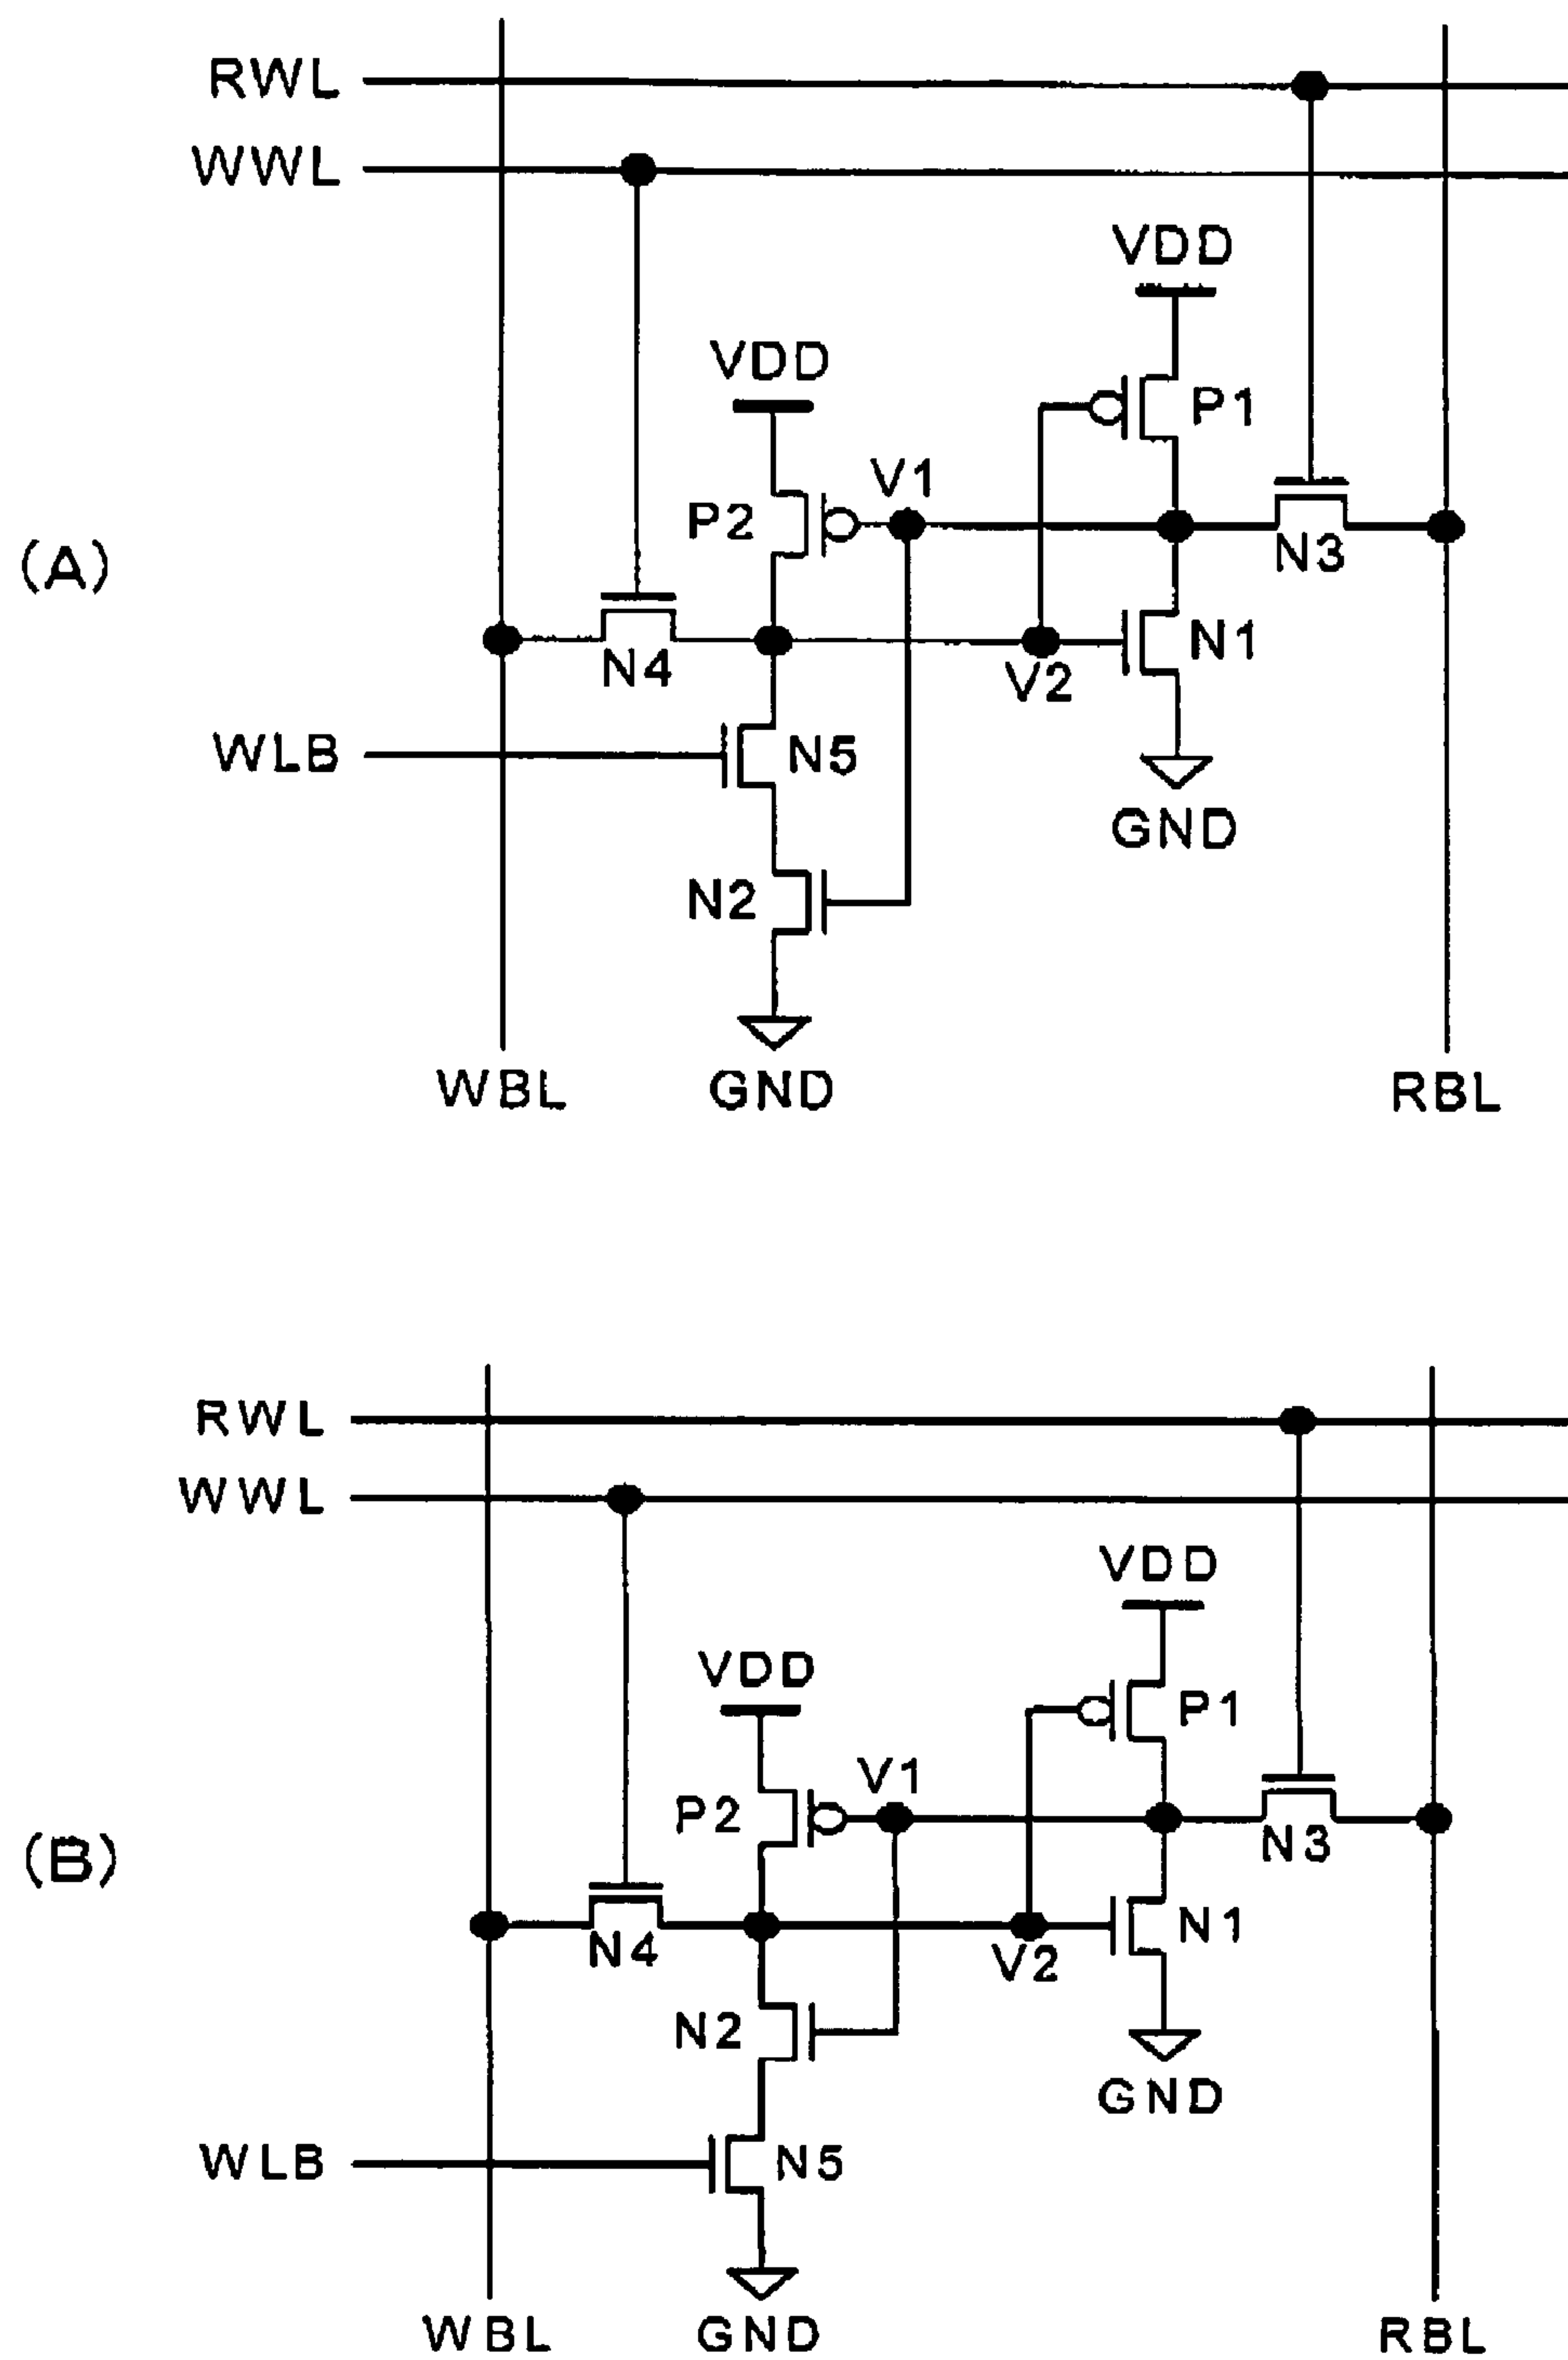 RWL
WWL
VDD
VDD
P1
V1
P2
(A)
N3
N4
V2
N1
WLB
N5
GND
N2
WBL
GND
RBL
RWL
WWL
VDD
VDD
P1
V1
P2
(B)
N3
N4
V2
N1
N2
GND
WLB
N5
WBL
GND
RBL